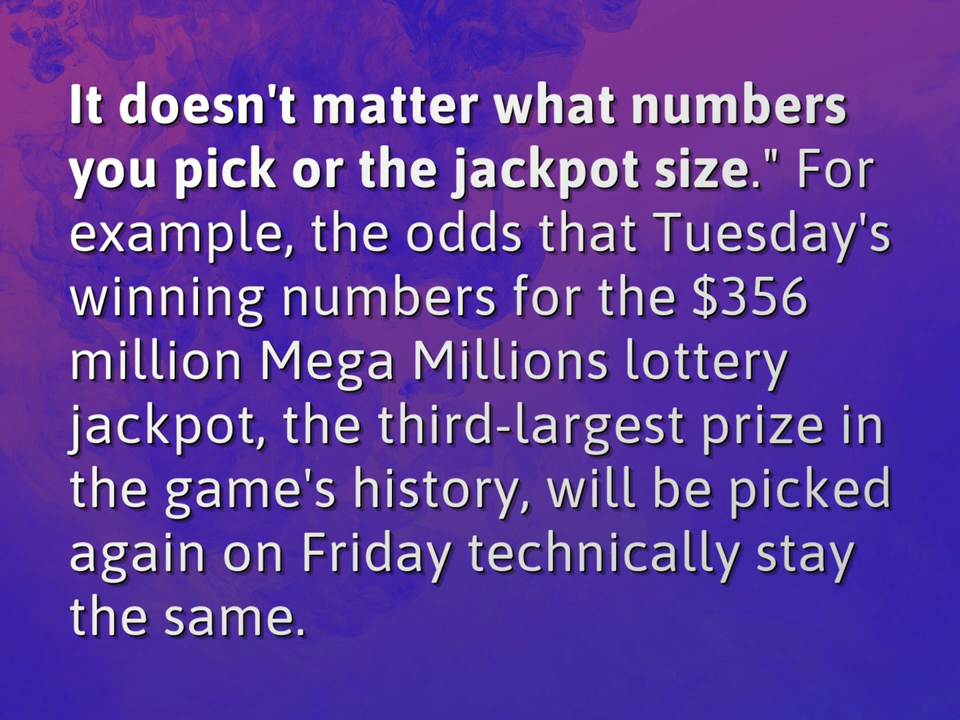 It doesn't matter what numbers
you pick or the jackpot size." For
example, the odds that Tuesday's
winning numbers for the $356
million Mega Millions lottery
jackpot, the third-largest prize in
the game's history, will be picked
again on Friday technically stay
the same.